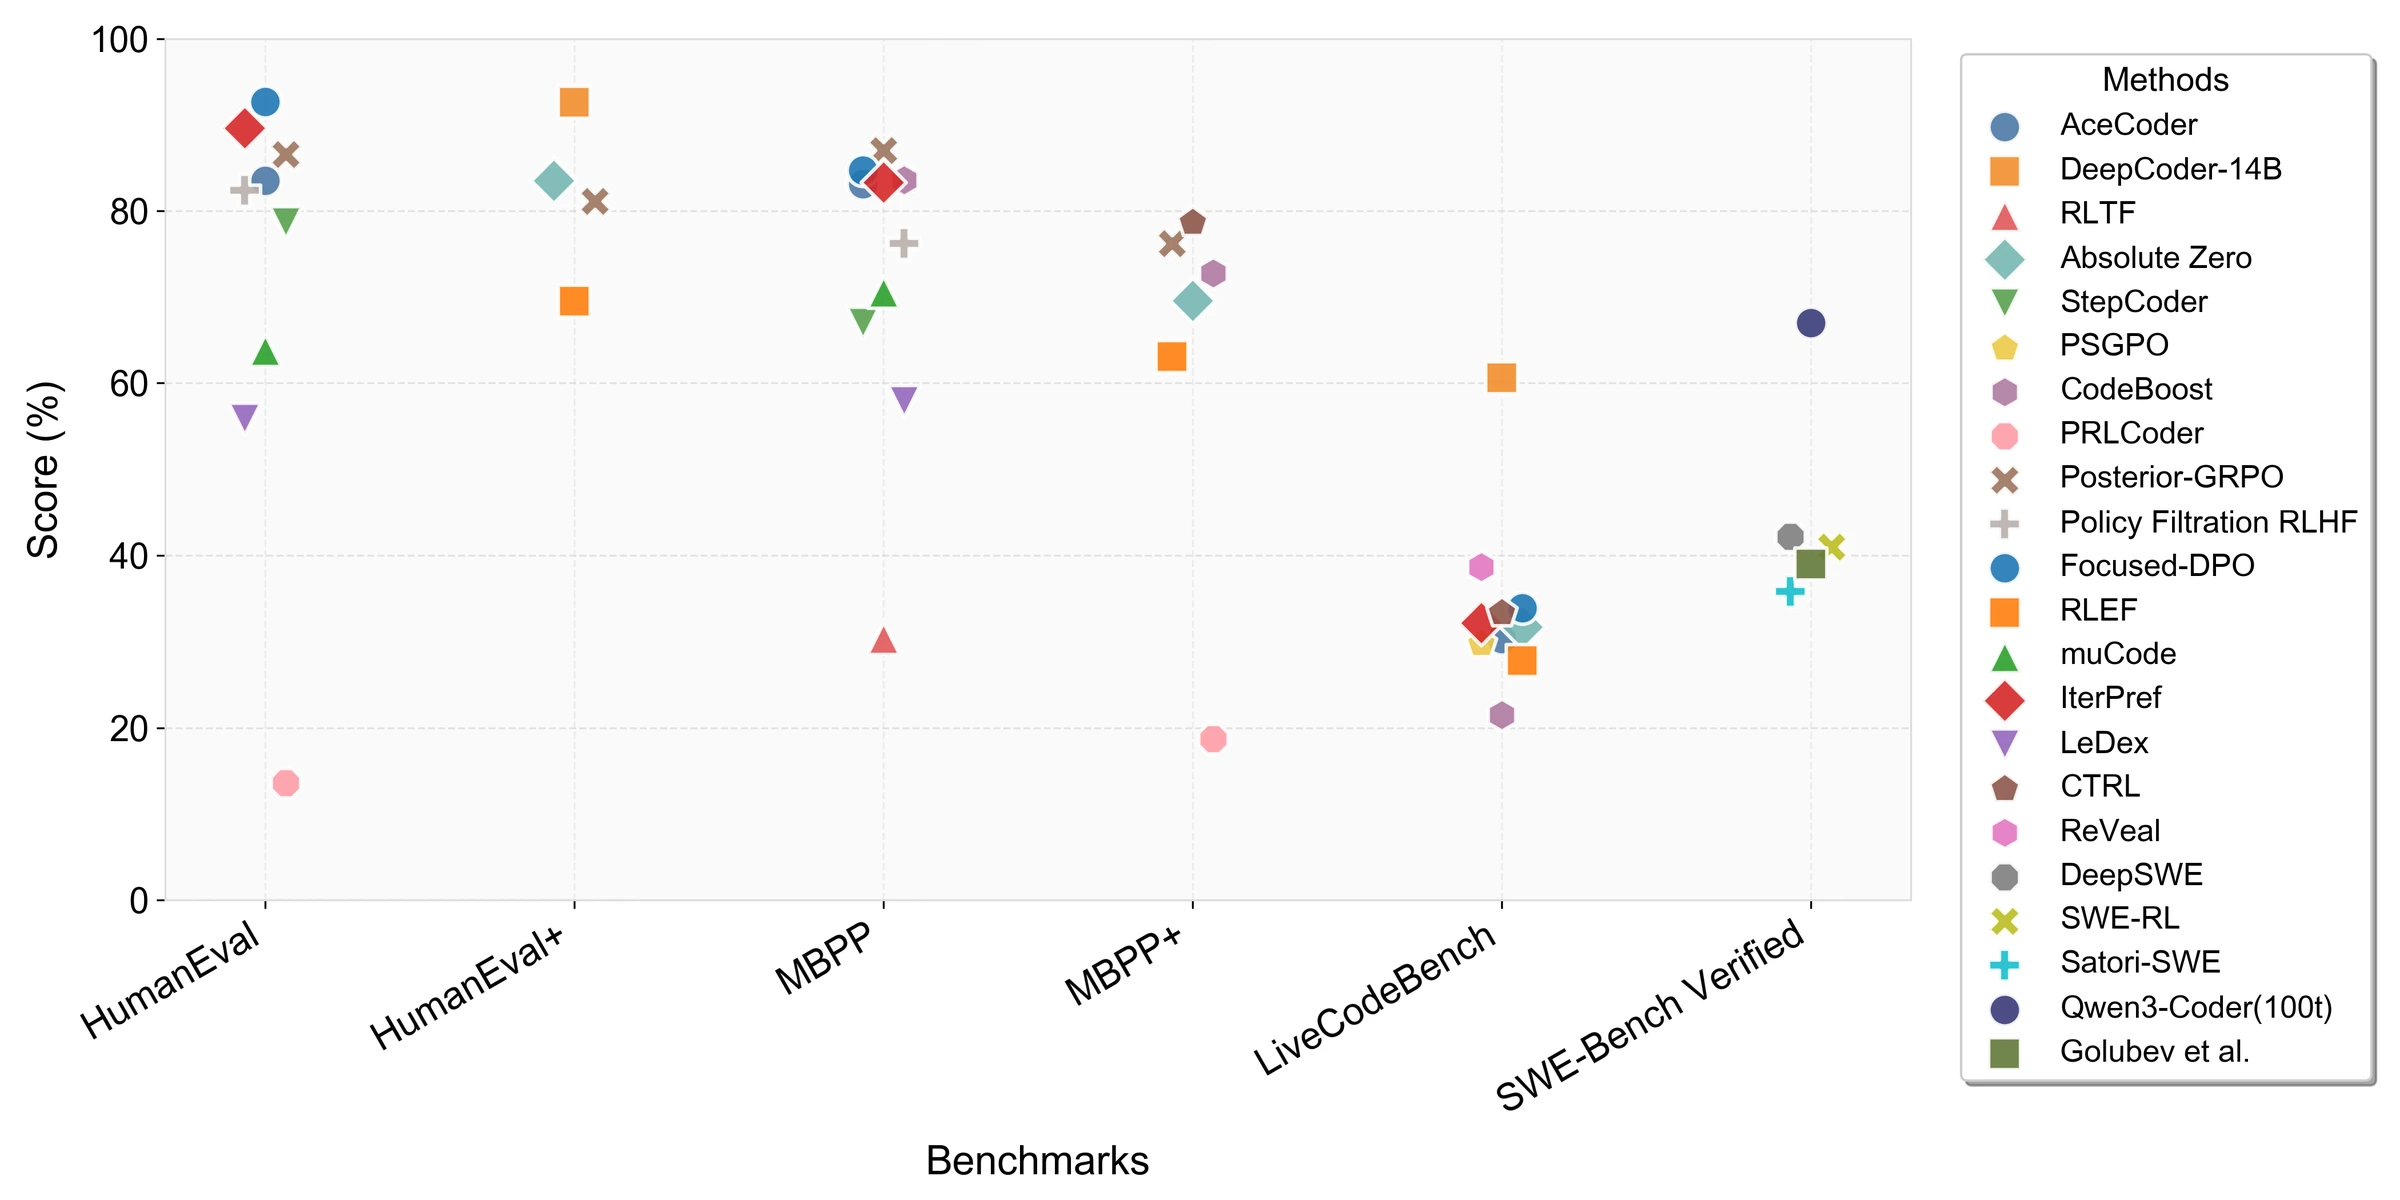 100
80
60
40
20
0
Score (%)
HumanEval
HumanEval+
MBPP
MBPP+
LiveCodeBench
SWE-Bench Verified
Benchmarks
Methods
AceCoder
DeepCoder-14B
RLTF
Absolute Zero
StepCoder
PSGPO
CodeBoost
PRLCoder
Posterior-GRPO
Policy Filtration RLHF
Focused-DPO
RLEF
muCode
IterPref
LeDex
CTRL
ReVeal
DeepSWE
SWE-RL
Satori-SWE
Qwen3-Coder(100t)
Golubev et al.